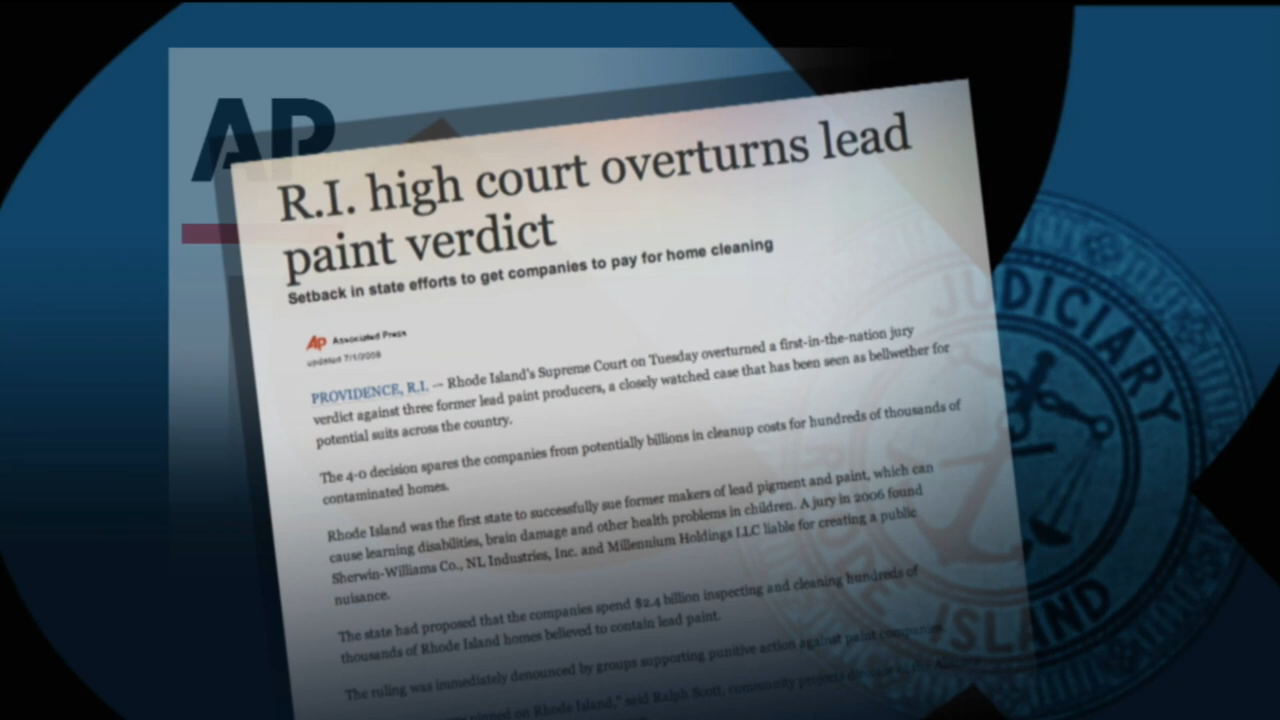 AP
R.I. high court overturns lead
paint verdict
Setback in state efforts to get companies to pay for home cleaning
AP Associated Press
updated 7/1/2008
PROVIDENCE, R.I. — Rhode Island's Supreme Court on Tuesday overturned a first-in-the-nation jury
verdict against three former lead paint producers, a closely watched case that has been seen as bellwether for
potential suits across the country.
The 4-0 decision spares the companies from potentially billions in cleanup costs for hundreds of thousands of
contaminated homes.
Rhode Island was the first state to successfully sue former makers of lead pigment and paint, which can
cause learning disabilities, brain damage and other health problems in children. A jury in 2006 found
Sherwin-Williams Co., NL Industries, Inc. and Millennium Holdings LLC liable for creating a public
nuisance.
The state had proposed that the companies spend $2.4 billion inspecting and cleaning hundreds of
thousands of Rhode Island homes believed to contain lead paint.
The ruling was immediately denounced by groups supporting punitive action against paint companies
pinned on Rhode Island," said Ralph Scott, community projects
JUDICIARY
RHODE ISLAND